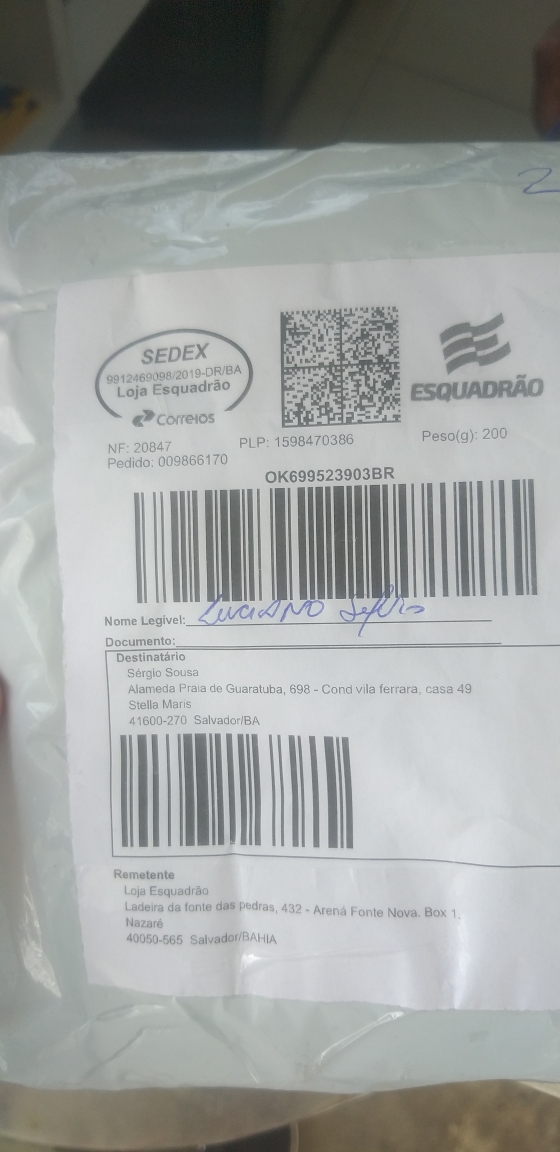 2
SEDEX
9912469098/2019-DR/BA
Loja Esquadrão
Correios
ESQUADRÃO
NF: 20847
PLP: 1598470386
Peso(g): 200
Pedido: 009866170
OK699523903BR
Nome Legível: Luciano
Documento:
Destinatário
Sérgio Sousa
Alameda Praia de Guaratuba, 698 - Cond vila ferrara, casa 49
Stella Maris
41600-270 Salvador/BA
Remetente
Loja Esquadrão
Ladeira da fonte das pedras, 432 - Arena Fonte Nova. Box 1,
Nazaré
40050-565 Salvador/BAHIA